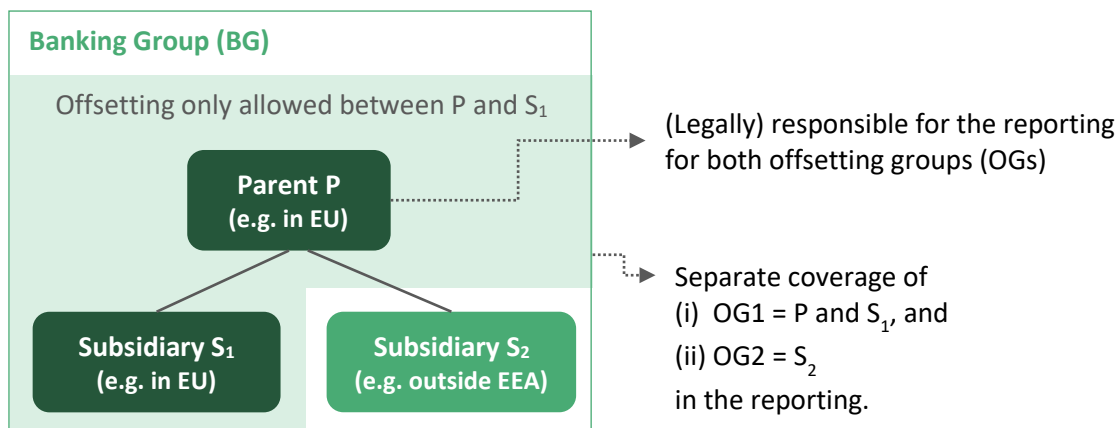 Banking Group (BG)
Offsetting only allowed between P and S₁
Parent P
(e.g. in EU)
Subsidiary S₁
(e.g. in EU)
Subsidiary S₂
(e.g. outside EEA)
(Legally) responsible for the reporting
for both offsetting groups (OGs)
Separate coverage of
(i) OG1 = P and S₁, and
(ii) OG2 = S₂
in the reporting.